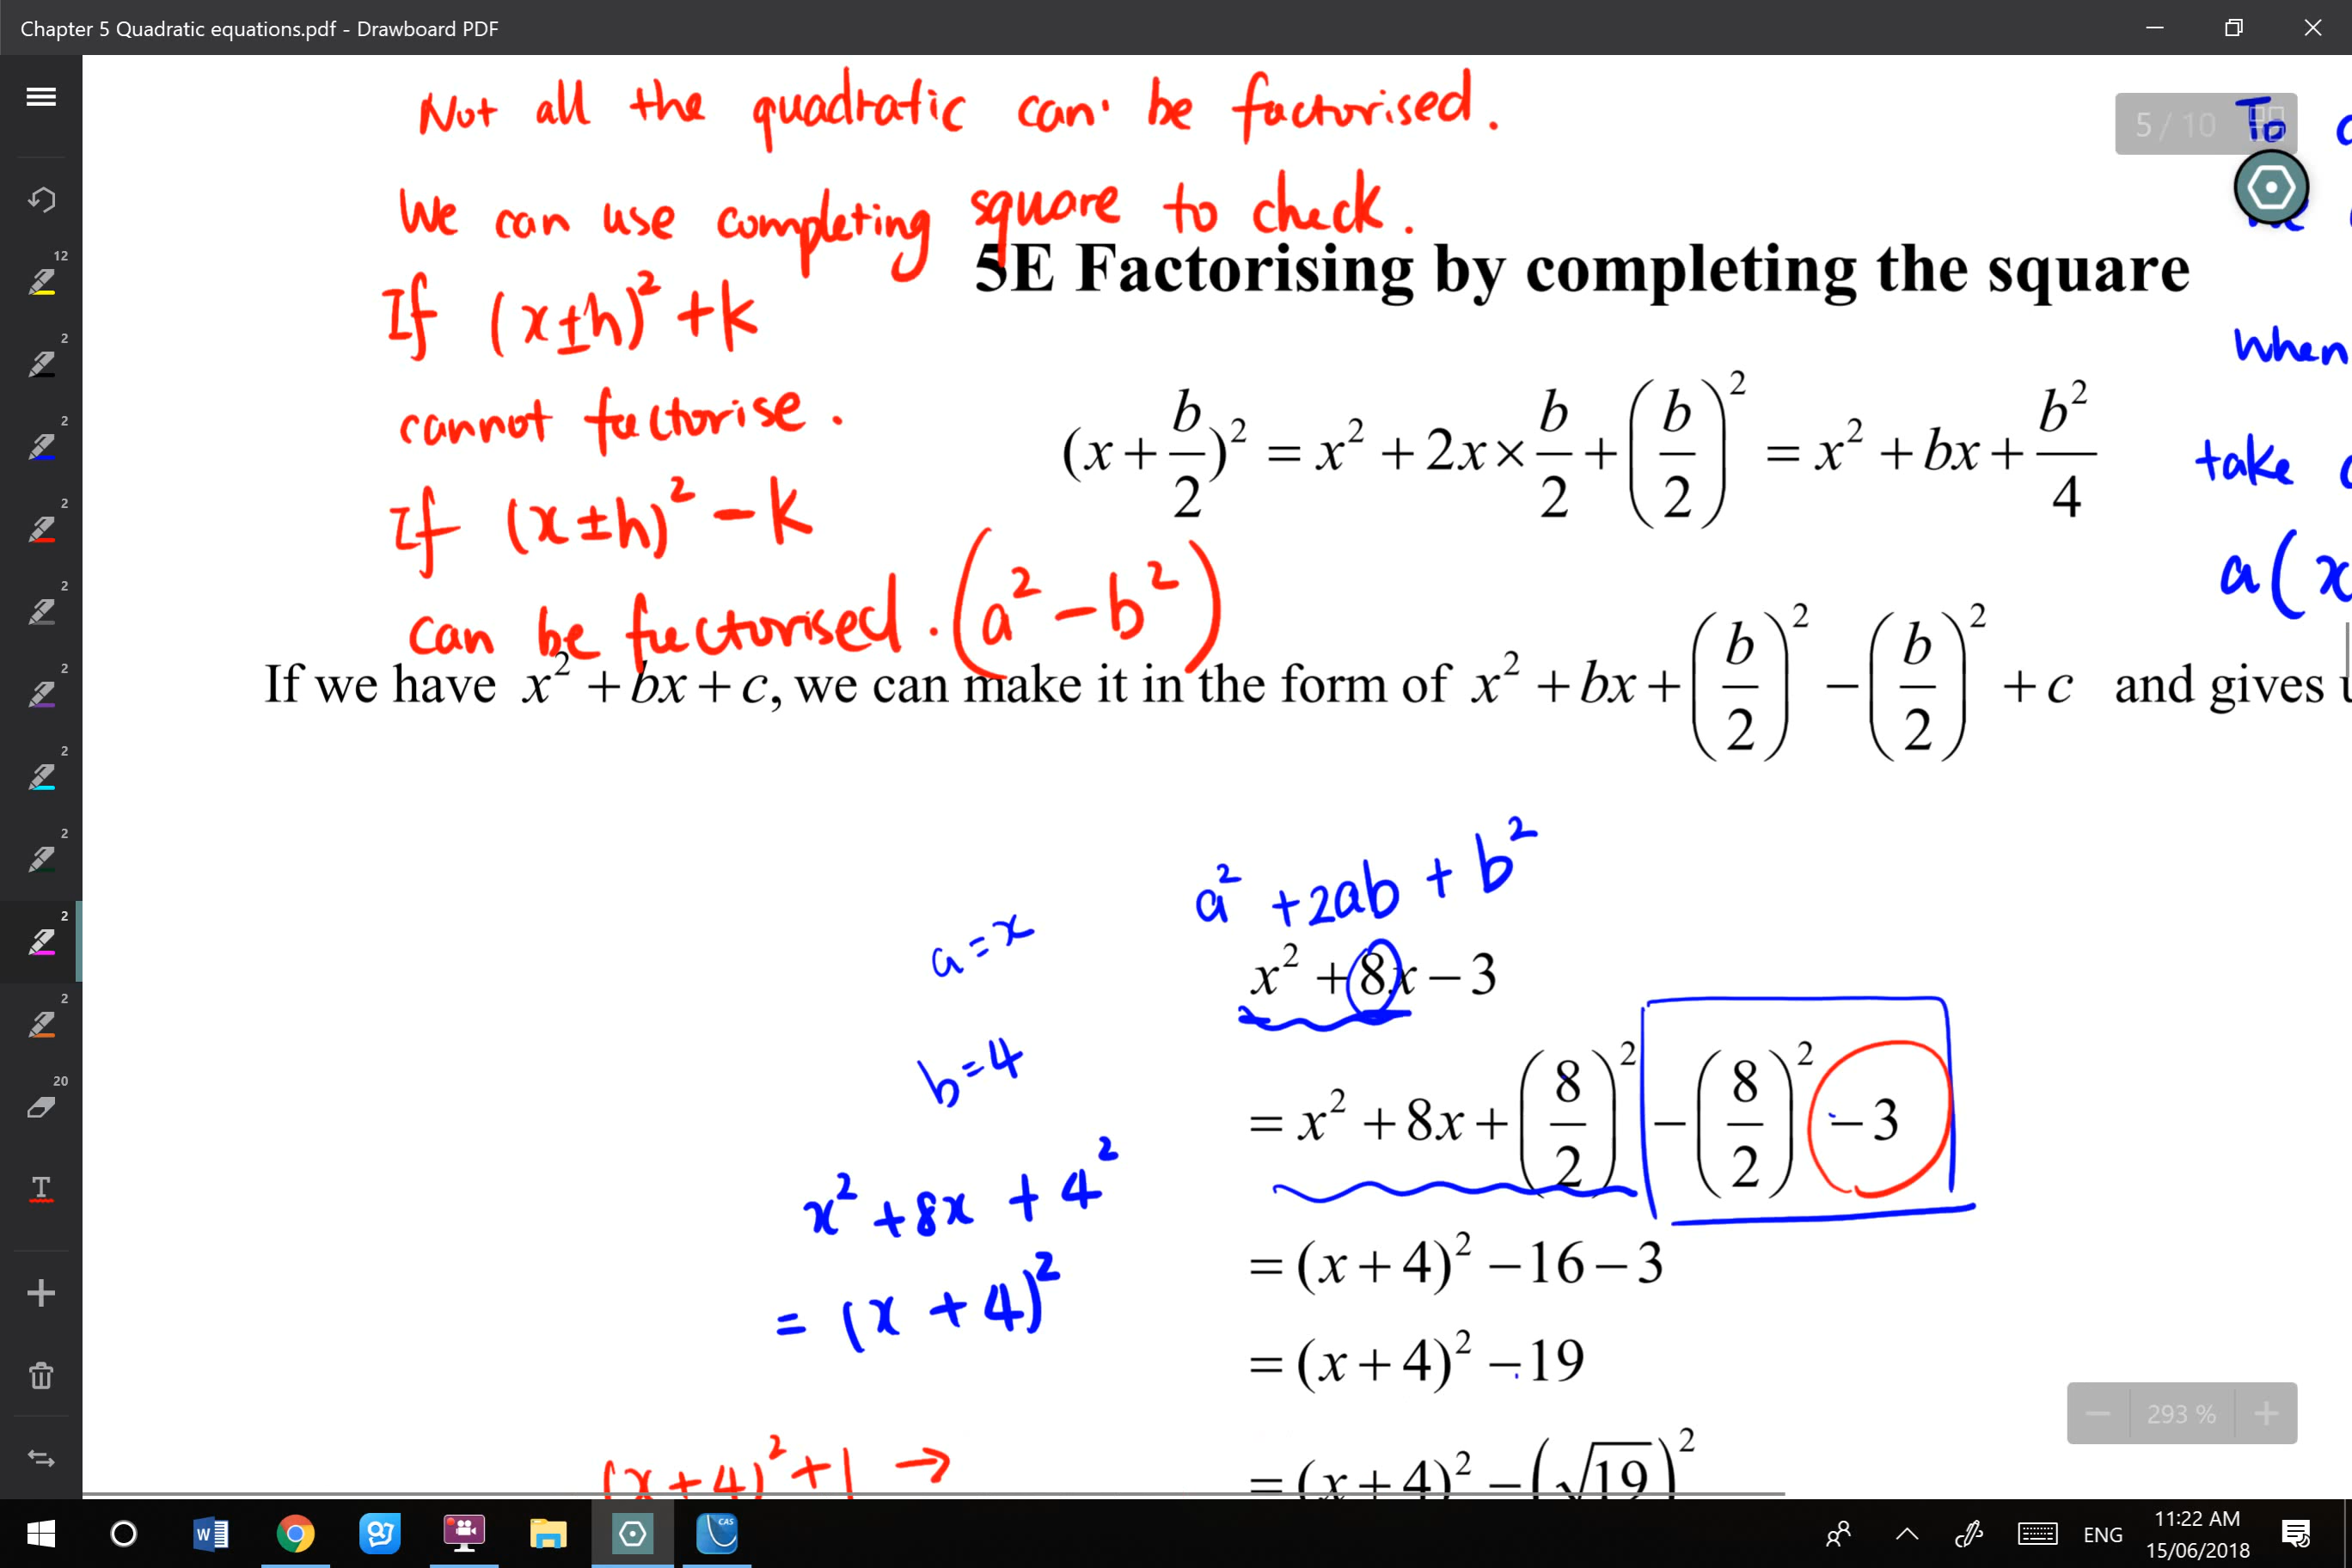 Chapter 5 Quadratic equations.pdf - Drawboard PDF
Not all the quadratic can be factorised.
5 / 10
To
We can use completing square to check.
5E Factorising by completing the square
If (x±h)² +k
When
cannot factorise.
(x + b/2)² = x² + 2x × b/2 + (b/2)² = x² + bx + b²/4
take
If (x±h)² −k
a(x
can be factorised. (a² − b²)
If we have x² + bx + c, we can make it in the form of x² + bx + (b/2)² − (b/2)² + c and gives
a² + 2ab + b²
a = x
x² + 8x − 3
b = 4
= x² + 8x + (8/2)² − (8/2)² − 3
x² + 8x + 4²
= (x + 4)² − 16 − 3
= (x + 4)²
= (x + 4)² − 19
293 %
(x+4)² + 1 →
= (x + 4)² − (√19)²
12
2
2
2
2
2
2
2
2
2
20
T
W
CAS
ENG
11:22 AM
15/06/2018